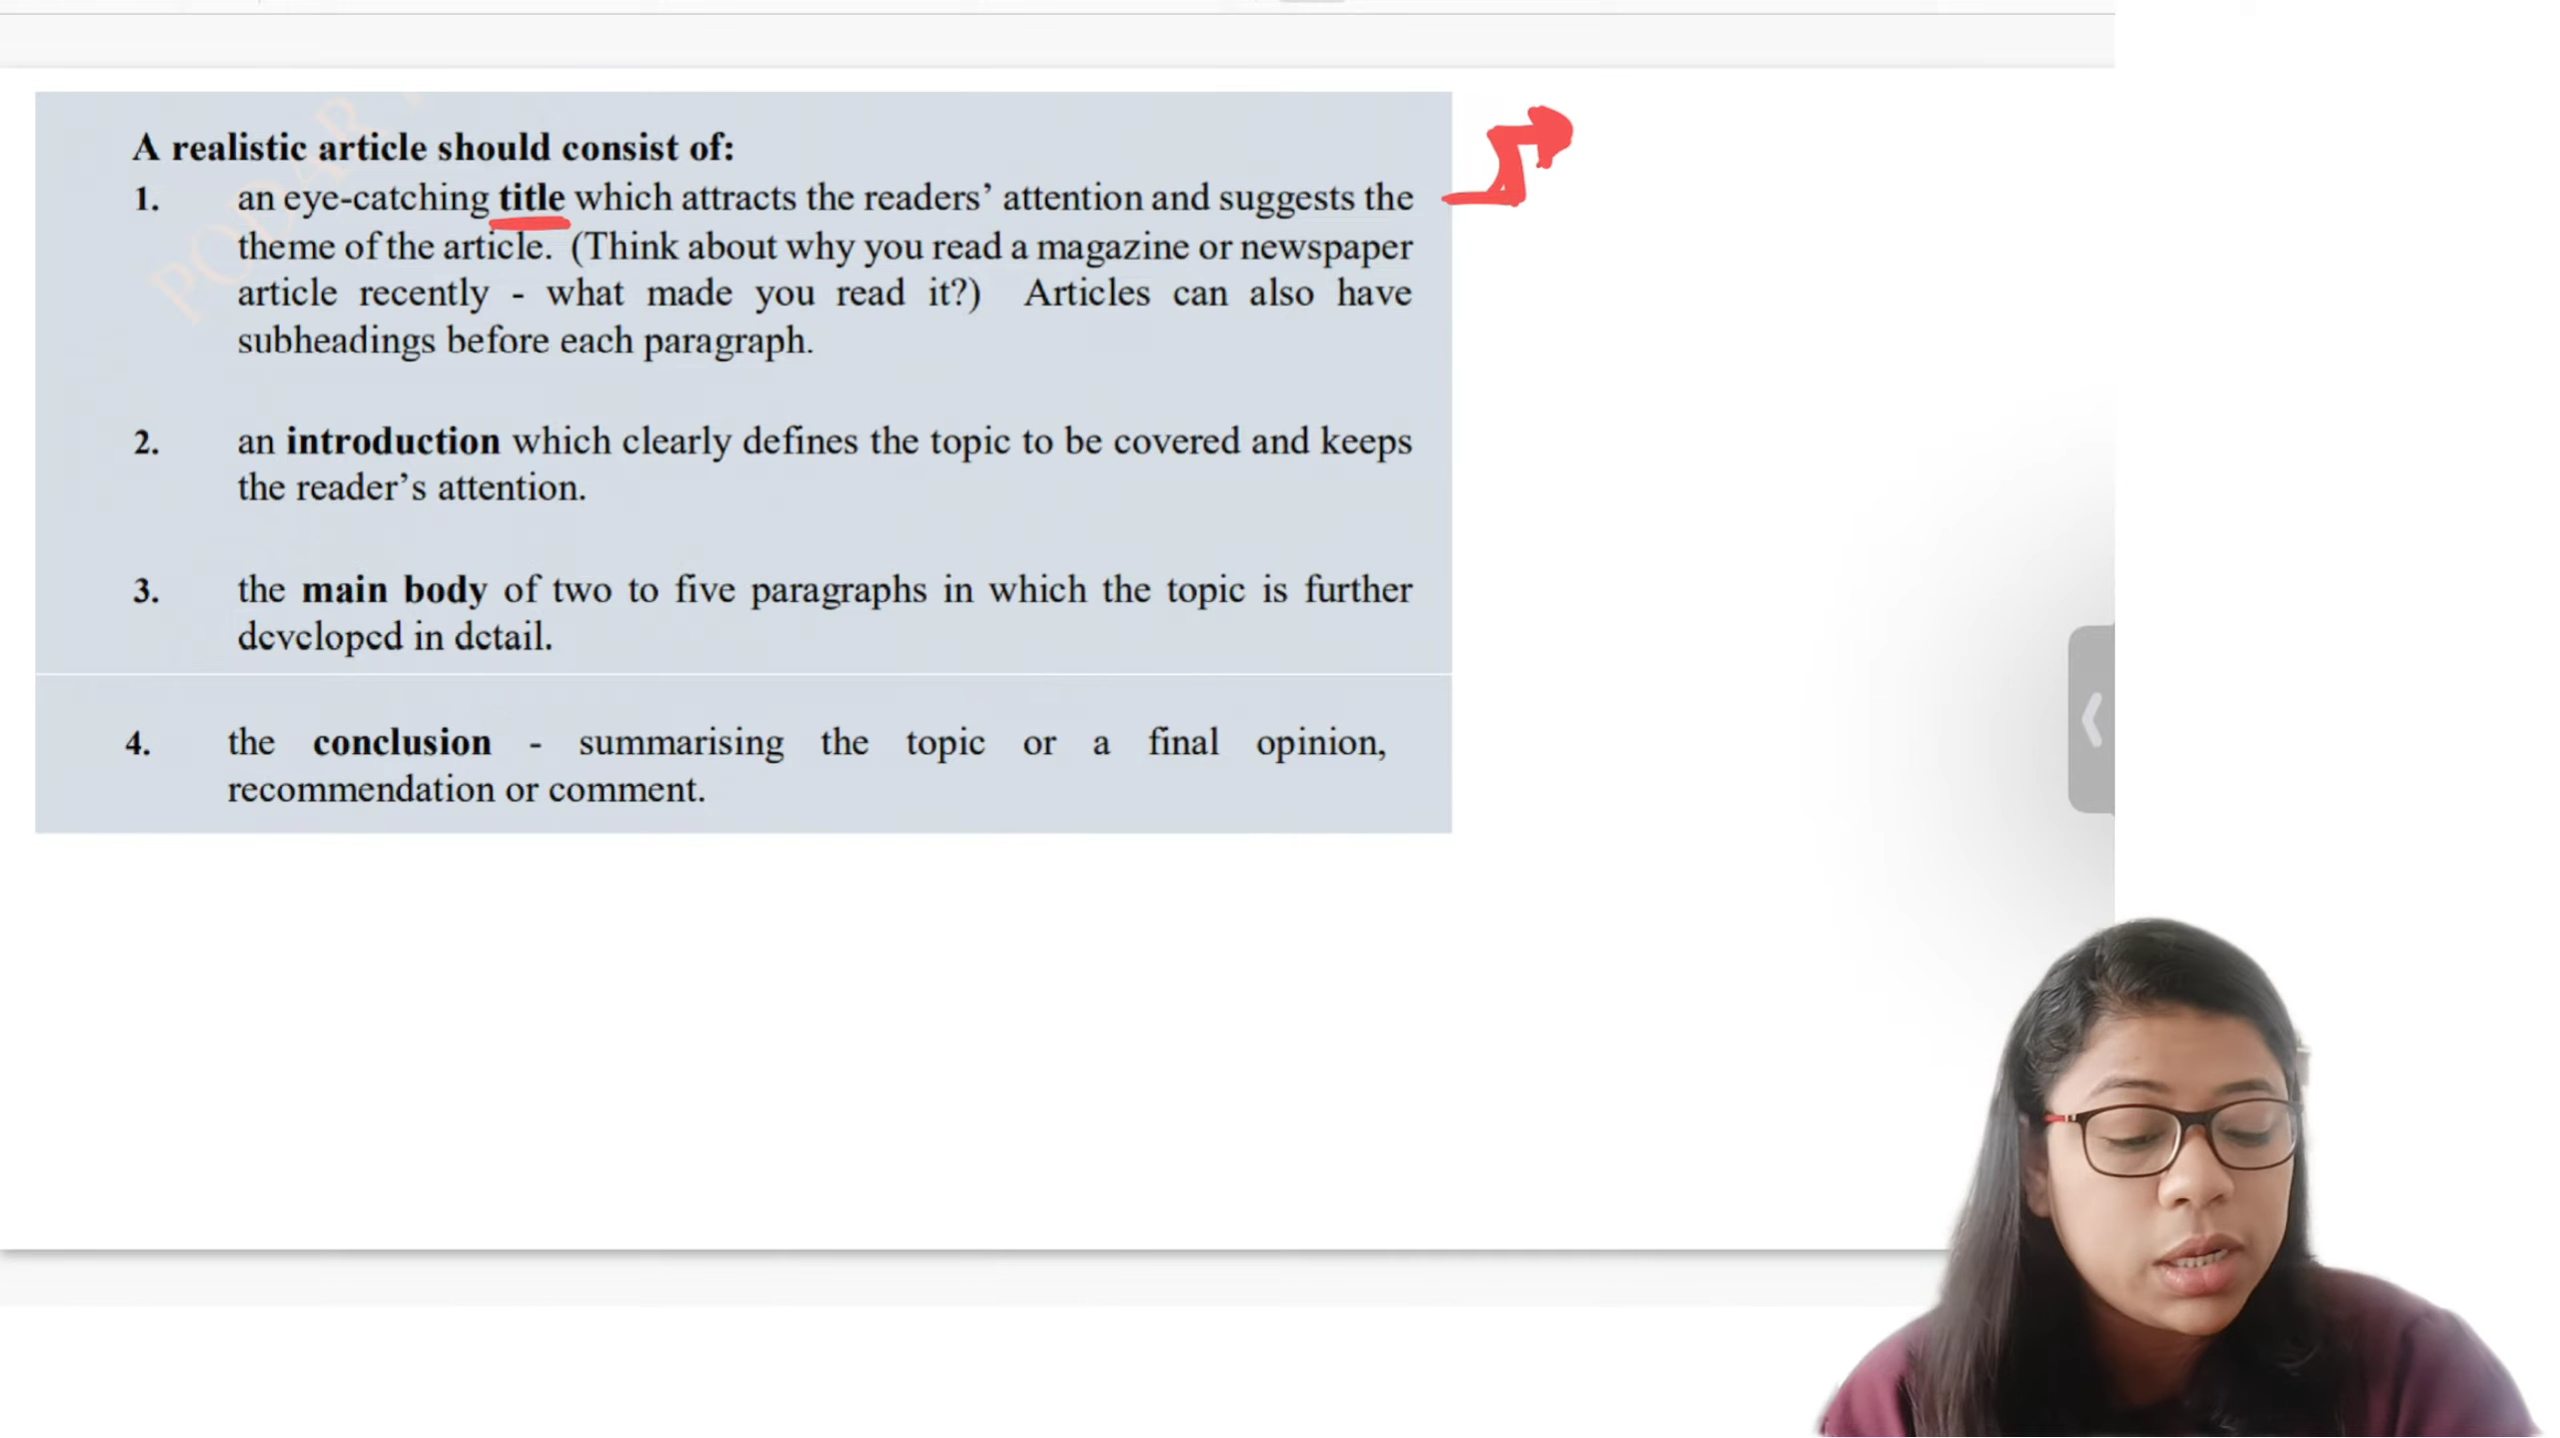 A realistic article should consist of:
1. an eye-catching title which attracts the readers’ attention and suggests the
theme of the article. (Think about why you read a magazine or newspaper
article recently - what made you read it?) Articles can also have
subheadings before each paragraph.
2. an introduction which clearly defines the topic to be covered and keeps
the reader’s attention.
3. the main body of two to five paragraphs in which the topic is further
developed in detail.
4. the conclusion - summarising the topic or a final opinion,
recommendation or comment.